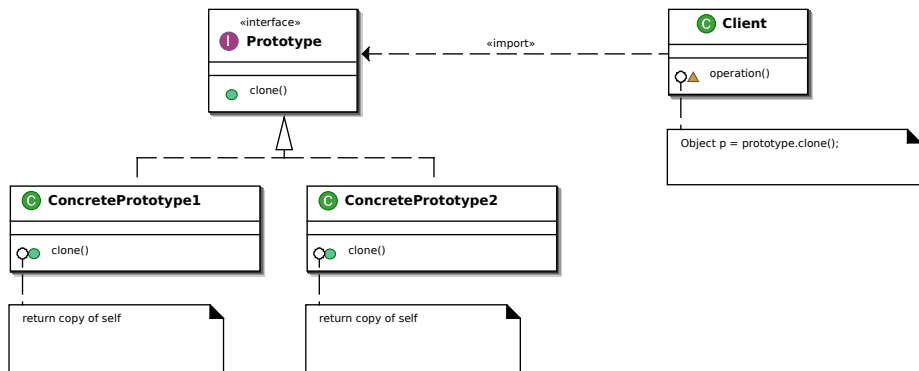 «interface»
I Prototype
clone()
«import»
C Client
operation()
Object p = prototype.clone();
C ConcretePrototype1
clone()
return copy of self
C ConcretePrototype2
clone()
return copy of self